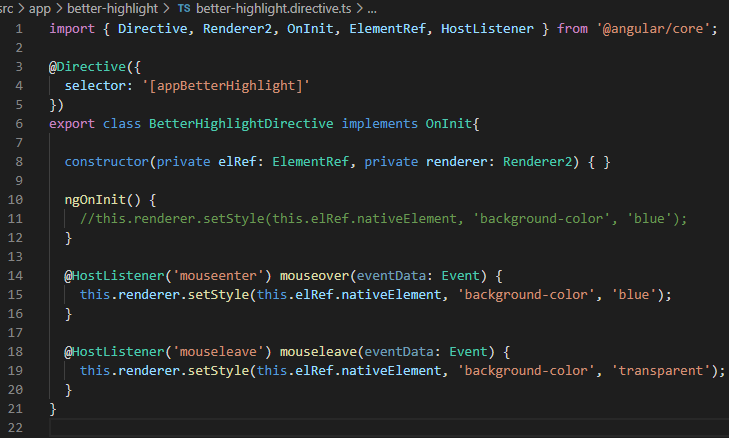 src > app > better-highlight > TS better-highlight.directive.ts > ...
1 import { Directive, Renderer2, OnInit, ElementRef, HostListener } from '@angular/core';
2
3 @Directive({
4   selector: '[appBetterHighlight]'
5 })
6 export class BetterHighlightDirective implements OnInit{
7
8   constructor(private elRef: ElementRef, private renderer: Renderer2) { }
9
10   ngOnInit() {
11     //this.renderer.setStyle(this.elRef.nativeElement, 'background-color', 'blue');
12   }
13
14   @HostListener('mouseenter') mouseover(eventData: Event) {
15     this.renderer.setStyle(this.elRef.nativeElement, 'background-color', 'blue');
16   }
17
18   @HostListener('mouseleave') mouseleave(eventData: Event) {
19     this.renderer.setStyle(this.elRef.nativeElement, 'background-color', 'transparent');
20   }
21 }
22